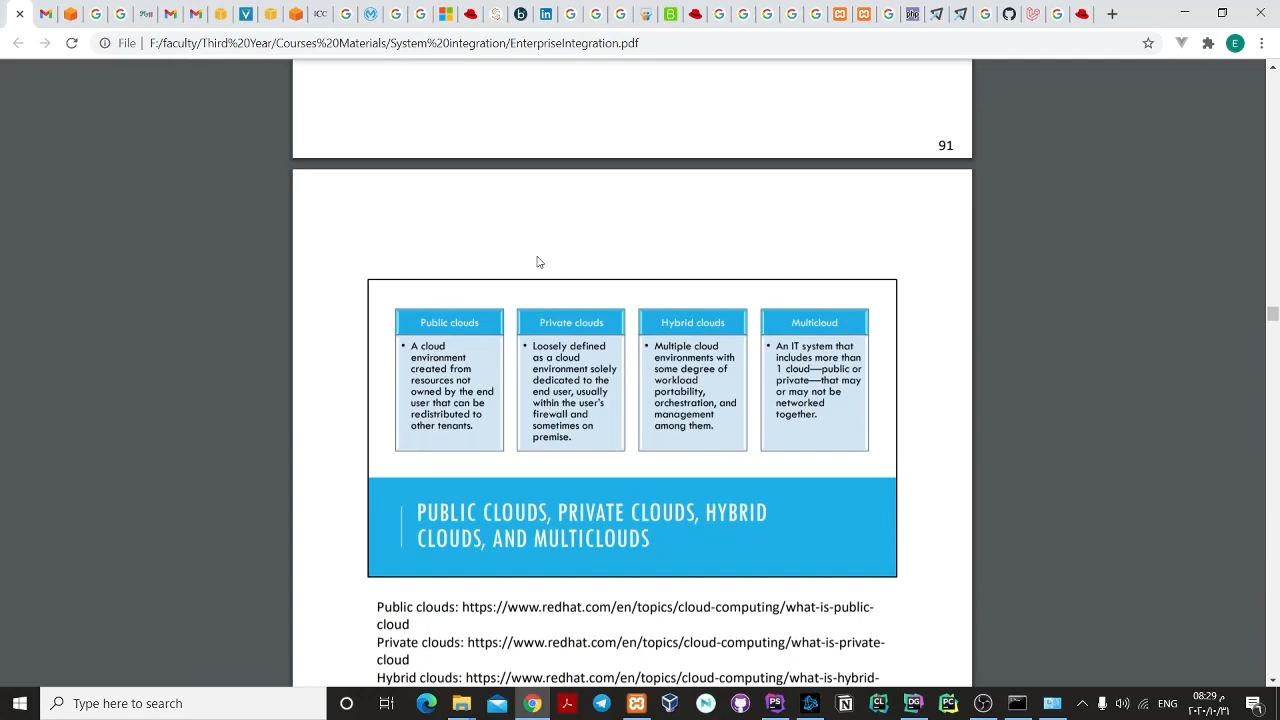 File
F:/faculty/Third%20Year/Courses%20Materials/System%20integration/EnterpriseIntegration.pdf
E
91
Public clouds
• A cloud
environment
created from
resources not
owned by the end
user that can be
redistributed to
other tenants.
Private clouds
• Loosely defined
as a cloud
environment solely
dedicated to the
end user, usually
within the user's
firewall and
sometimes on
premise.
Hybrid clouds
• Multiple cloud
environments with
some degree of
workload
portability,
orchestration, and
management
among them.
Multicloud
• An IT system that
includes more than
1 cloud—public or
private—that may
or may not be
networked
together.
PUBLIC CLOUDS, PRIVATE CLOUDS, HYBRID
CLOUDS, AND MULTICLOUDS
Public clouds: https://www.redhat.com/en/topics/cloud-computing/what-is-public-
cloud
Private clouds: https://www.redhat.com/en/topics/cloud-computing/what-is-private-
cloud
Hybrid clouds: https://www.redhat.com/en/topics/cloud-computing/what-is-hybrid-
Type here to search
ENG
08:29